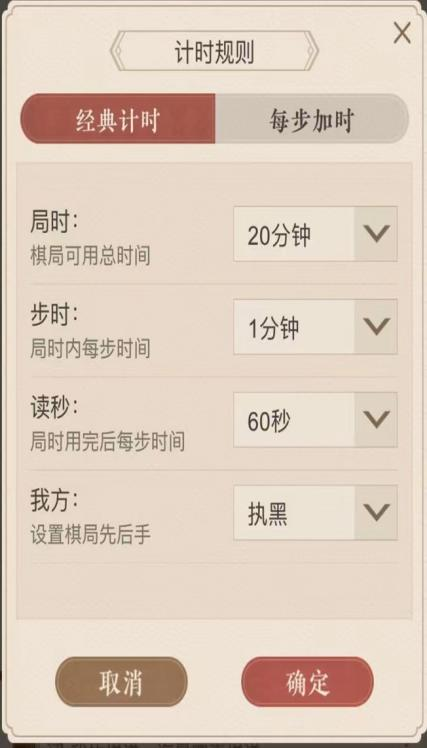 计时规则
经典计时 每步加时
局时：
棋局可用总时间
20分钟
步时：
局时内每步时间
1分钟
读秒：
局时用完后每步时间
60秒
我方：
设置棋局先后手
执黑
取消 确定